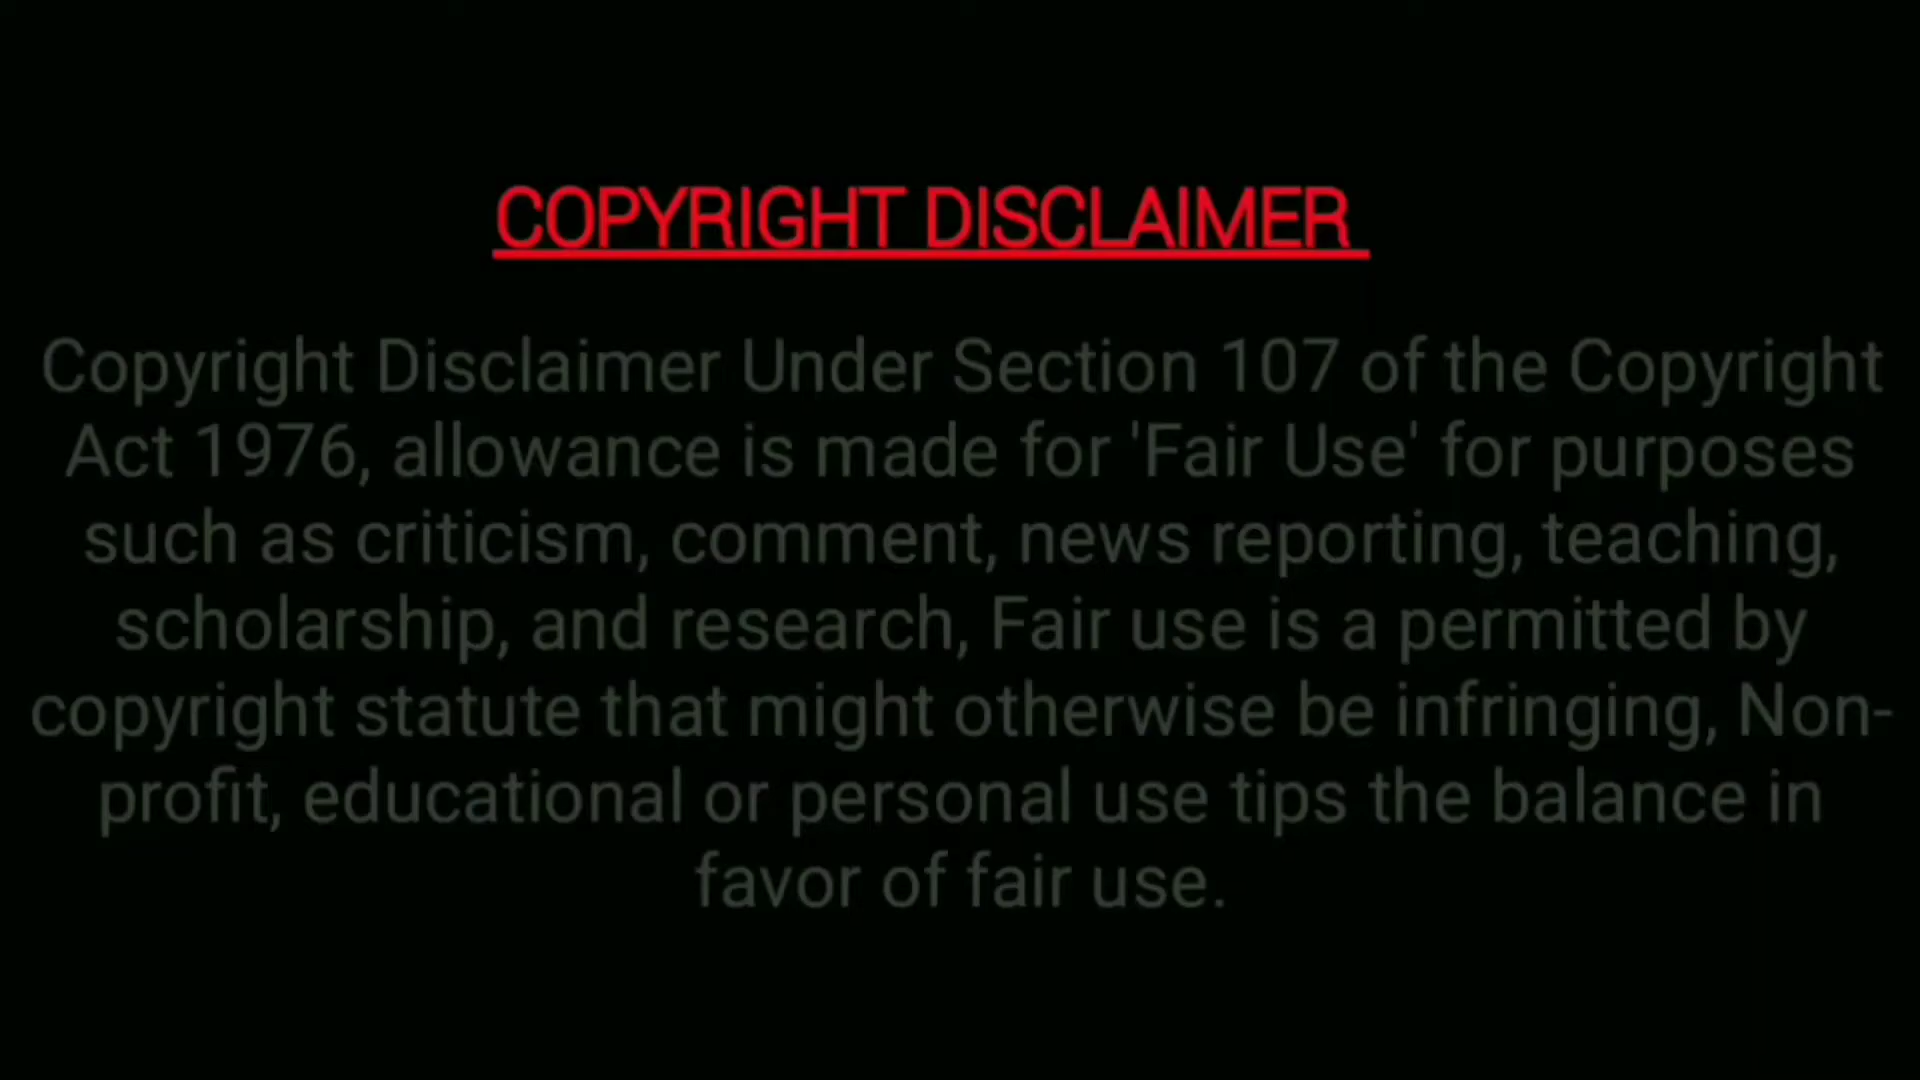 COPYRIGHT DISCLAIMER
Copyright Disclaimer Under Section 107 of the Copyright
Act 1976, allowance is made for 'Fair Use' for purposes
such as criticism, comment, news reporting, teaching,
scholarship, and research, Fair use is a permitted by
copyright statute that might otherwise be infringing, Non-
profit, educational or personal use tips the balance in
favor of fair use.